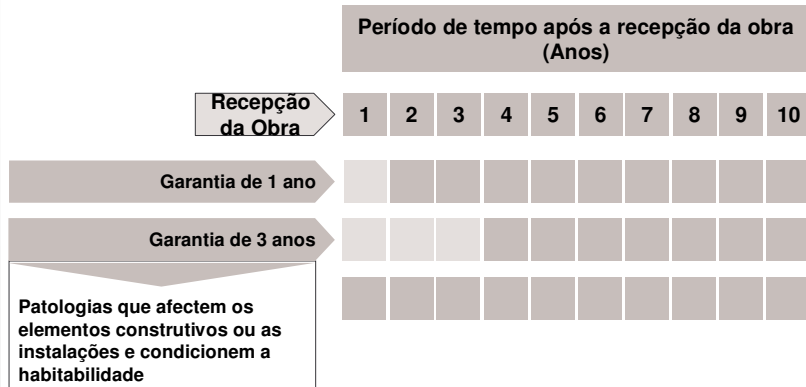 Período de tempo após a recepção da obra
(Anos)
Recepção
da Obra
1 2 3 4 5 6 7 8 9 10
Garantia de 1 ano
Garantia de 3 anos
Patologias que afectem os
elementos construtivos ou as
instalações e condicionem a
habitabilidade